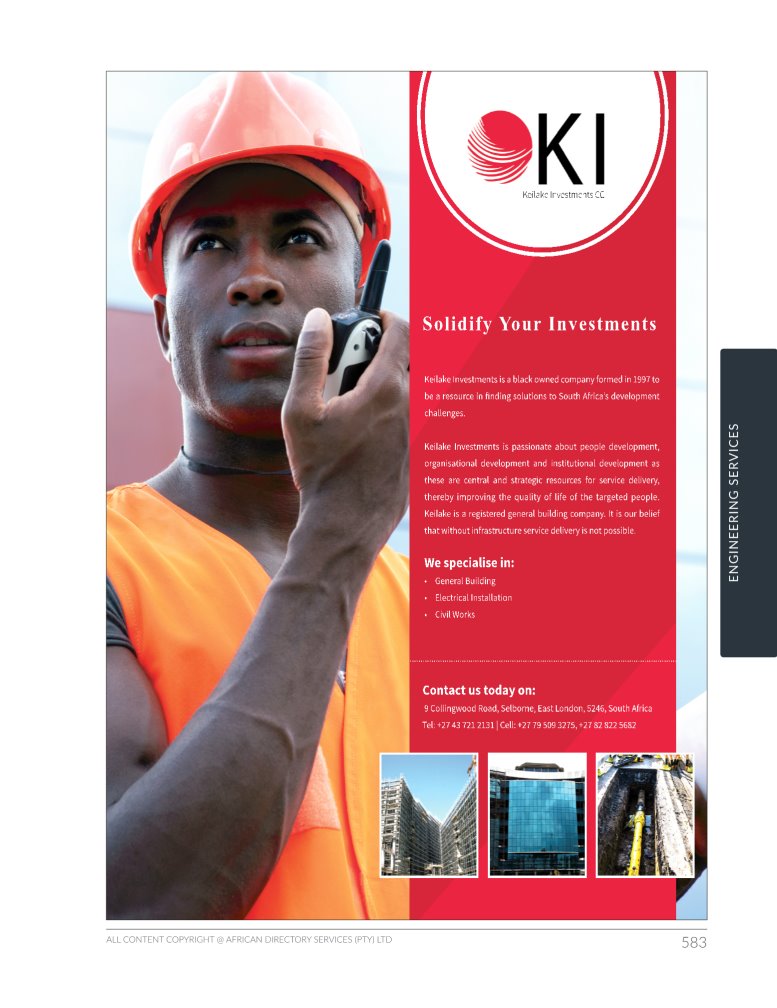 KI
Keilake Investments CC
Solidify Your Investments
Keilake Investments is a black owned company formed in 1997 to
be a resource in finding solutions to South Africa's development
challenges.
Keilake Investments is passionate about people development,
organisational development and institutional development as
these are central and strategic resources for service delivery,
thereby improving the quality of life of the targeted people.
Keilake is a registered general building company. It is our belief
that without infrastructure service delivery is not possible.
We specialise in:
• General Building
• Electrical Installation
• Civil Works
Contact us today on:
9 Collingwood Road, Selborne, East London, 5246, South Africa
Tel: +27 43 721 2131 | Cell: +27 79 509 3275, +27 82 822 5682
ENGINEERING SERVICES
ALL CONTENT COPYRIGHT @ AFRICAN DIRECTORY SERVICES (PTY) LTD
583